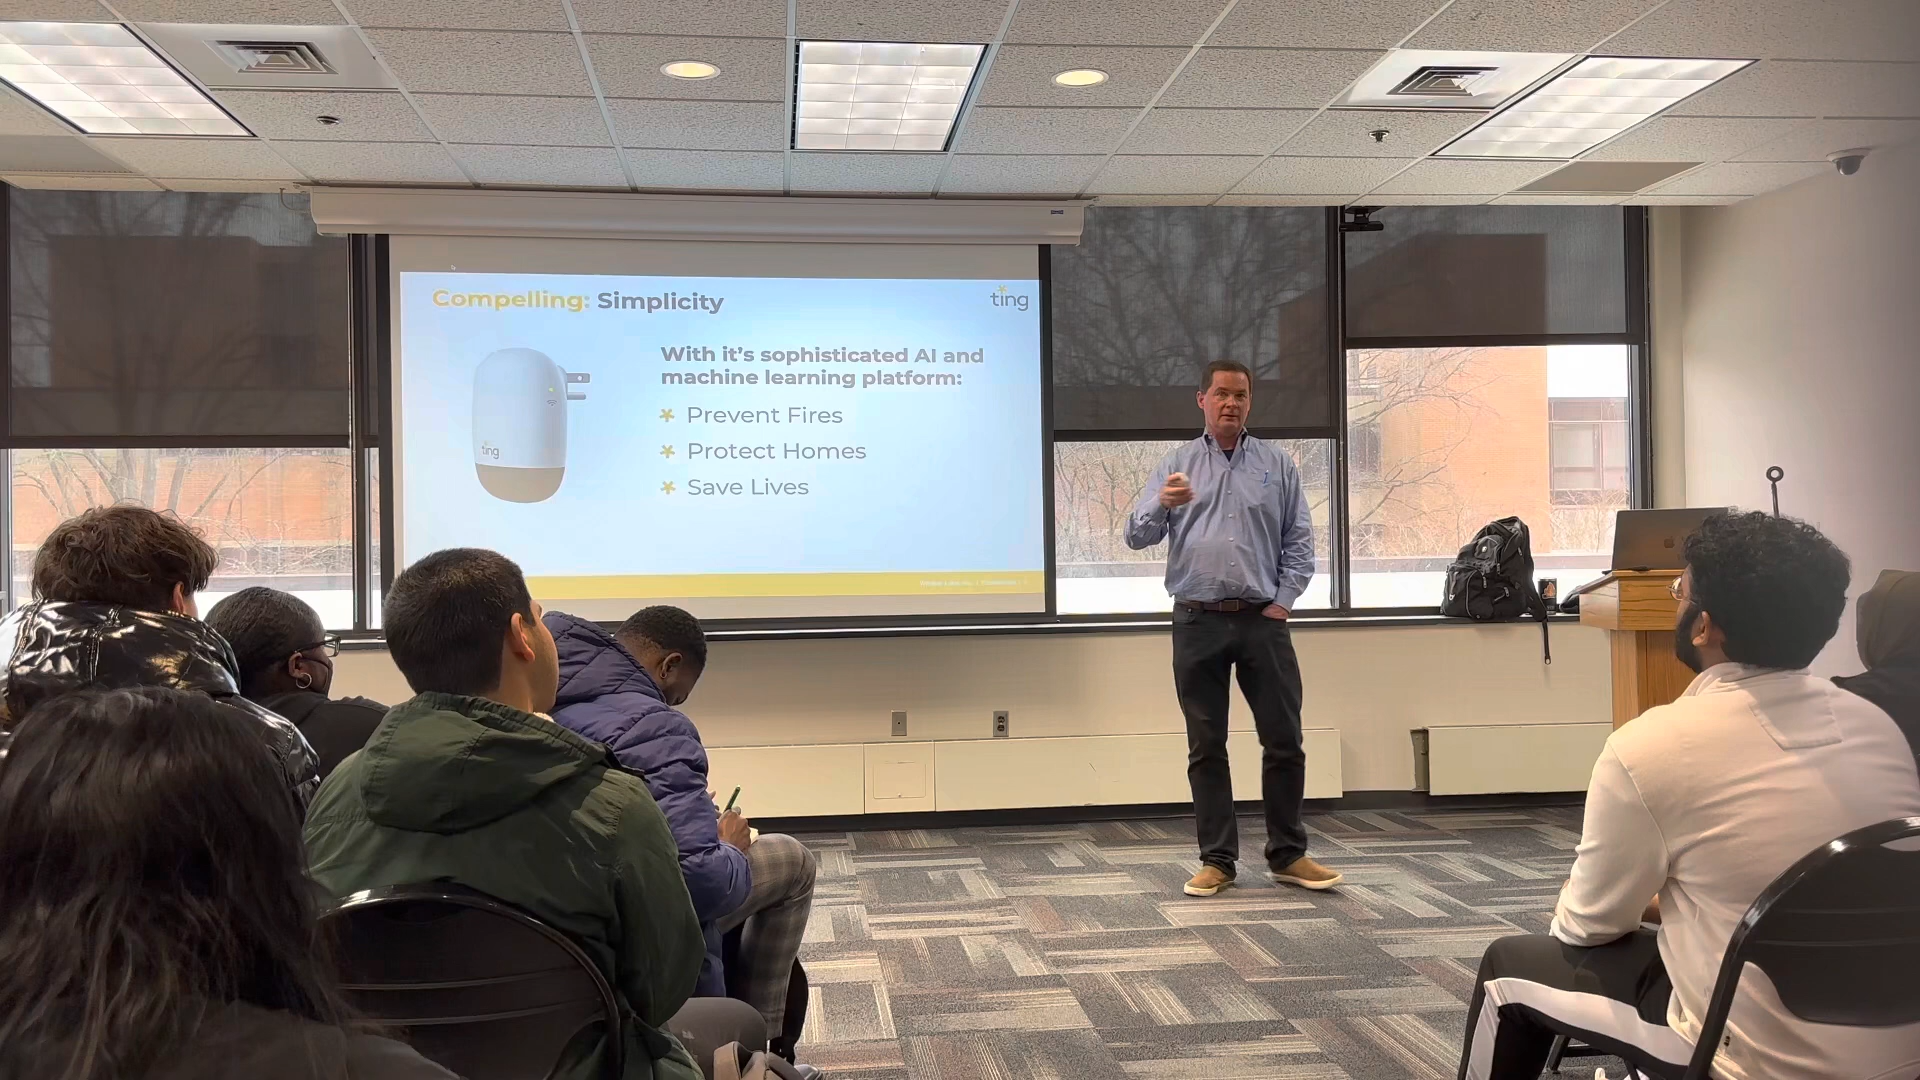 Compelling: Simplicity
ting
With it's sophisticated AI and
machine learning platform:
Prevent Fires
Protect Homes
Save Lives
ting